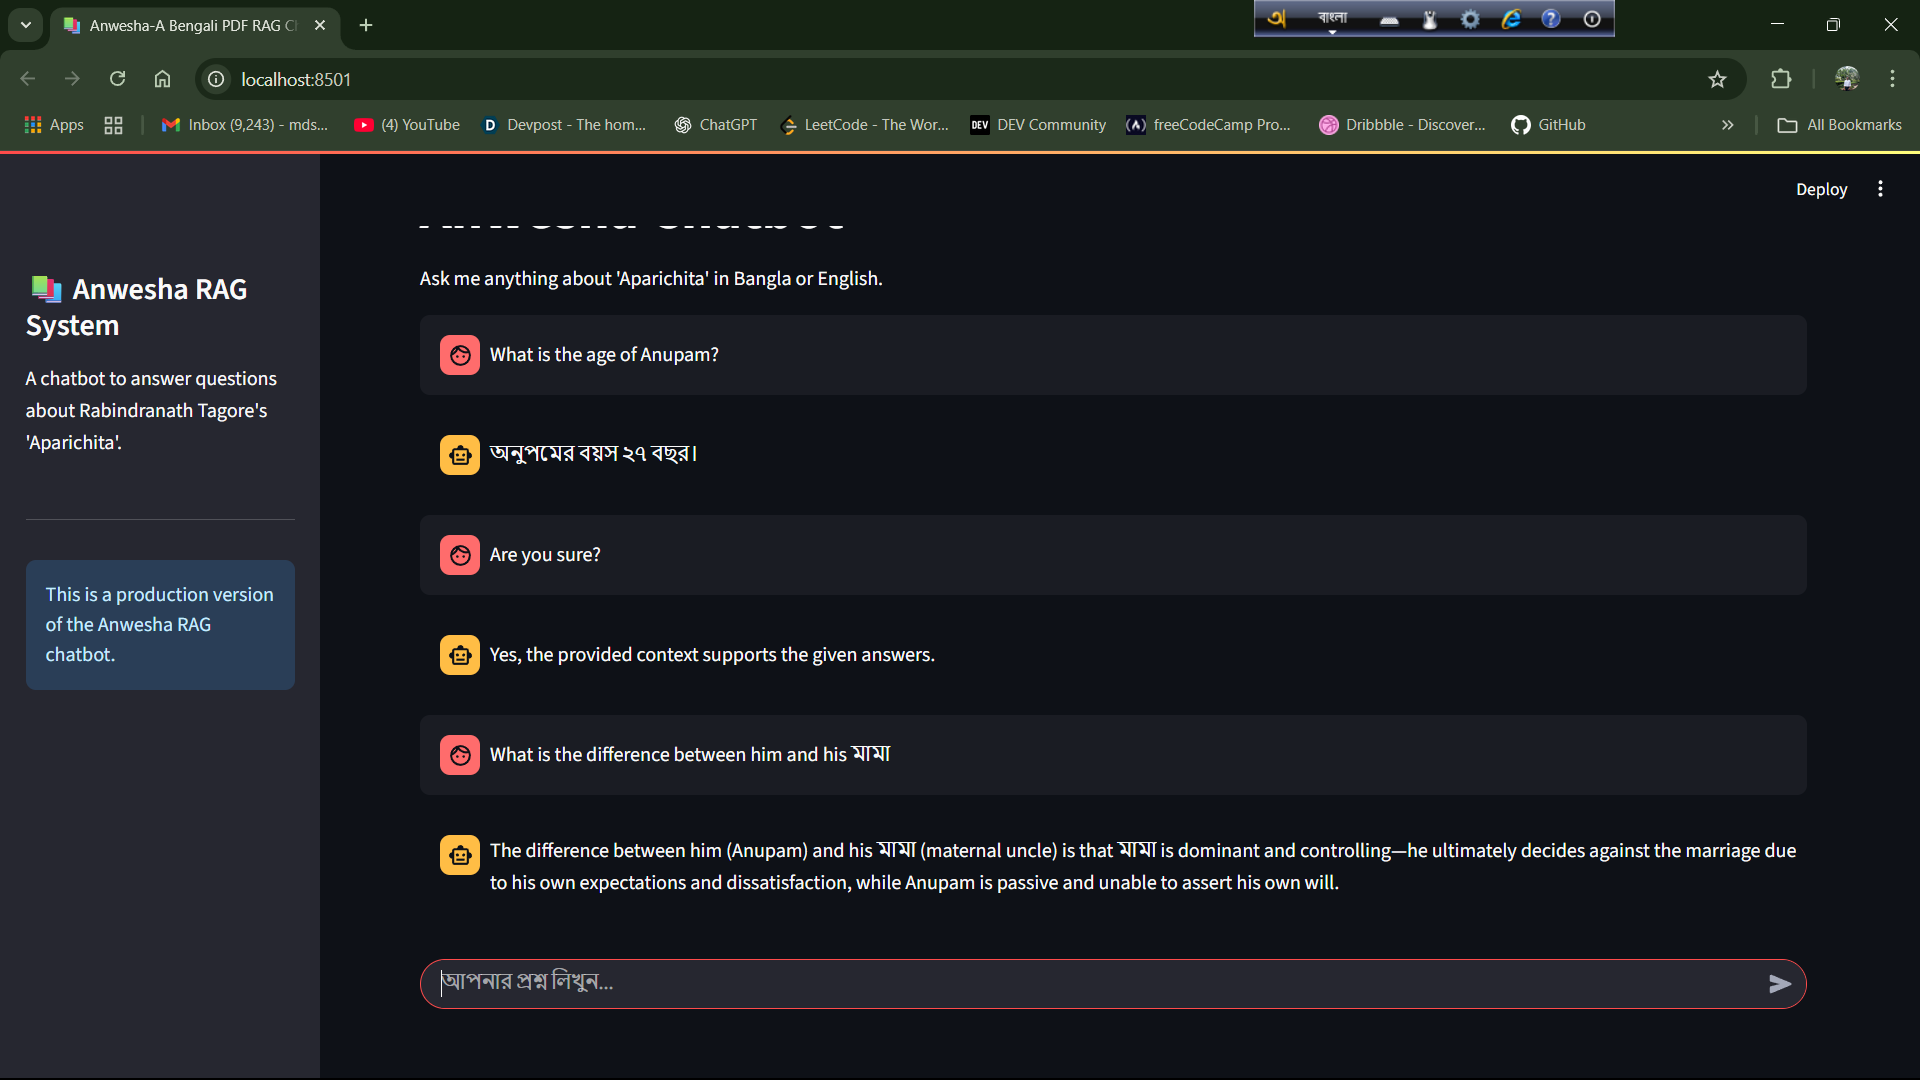 Anwesha-A Bengali PDF RAG C
অ বাংলা
localhost:8501
Apps Inbox (9,243) - mds... (4) YouTube Devpost - The hom... ChatGPT LeetCode - The Wor... DEV Community freeCodeCamp Pro... Dribbble - Discover... GitHub » All Bookmarks
Deploy
📚 Anwesha RAG
System
A chatbot to answer questions
about Rabindranath Tagore's
'Aparichita'.
This is a production version
of the Anwesha RAG
chatbot.
Ask me anything about 'Aparichita' in Bangla or English.
What is the age of Anupam?
অনুপমের বয়স ২৭ বছর।
Are you sure?
Yes, the provided context supports the given answers.
What is the difference between him and his মামা
The difference between him (Anupam) and his মামা (maternal uncle) is that মামা is dominant and controlling—he ultimately decides against the marriage due
to his own expectations and dissatisfaction, while Anupam is passive and unable to assert his own will.
আপনার প্রশ্ন লিখুন...